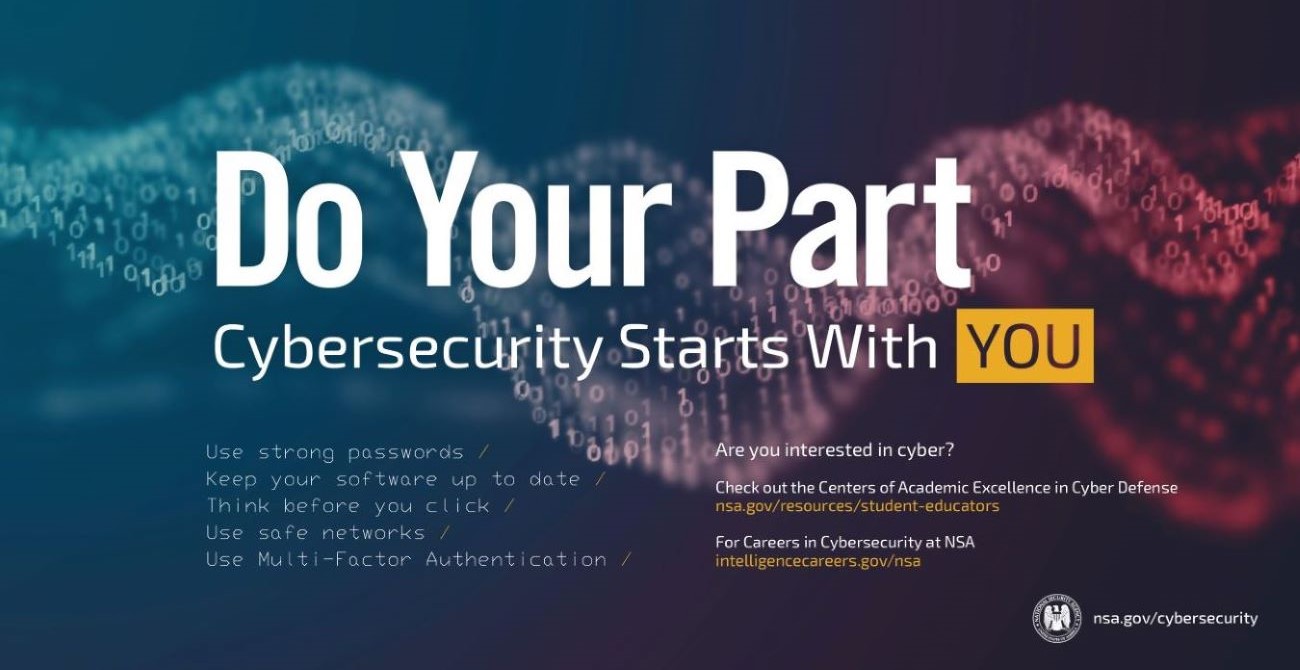 Do Your Part
Cybersecurity Starts With YOU
Use strong passwords /
Keep your software up to date /
Think before you click /
Use safe networks /
Use Multi-Factor Authentication /
Are you interested in cyber?
Check out the Centers of Academic Excellence in Cyber Defense
nsa.gov/resources/student-educators
For Careers in Cybersecurity at NSA
intelligencecareers.gov/nsa
nsa.gov/cybersecurity